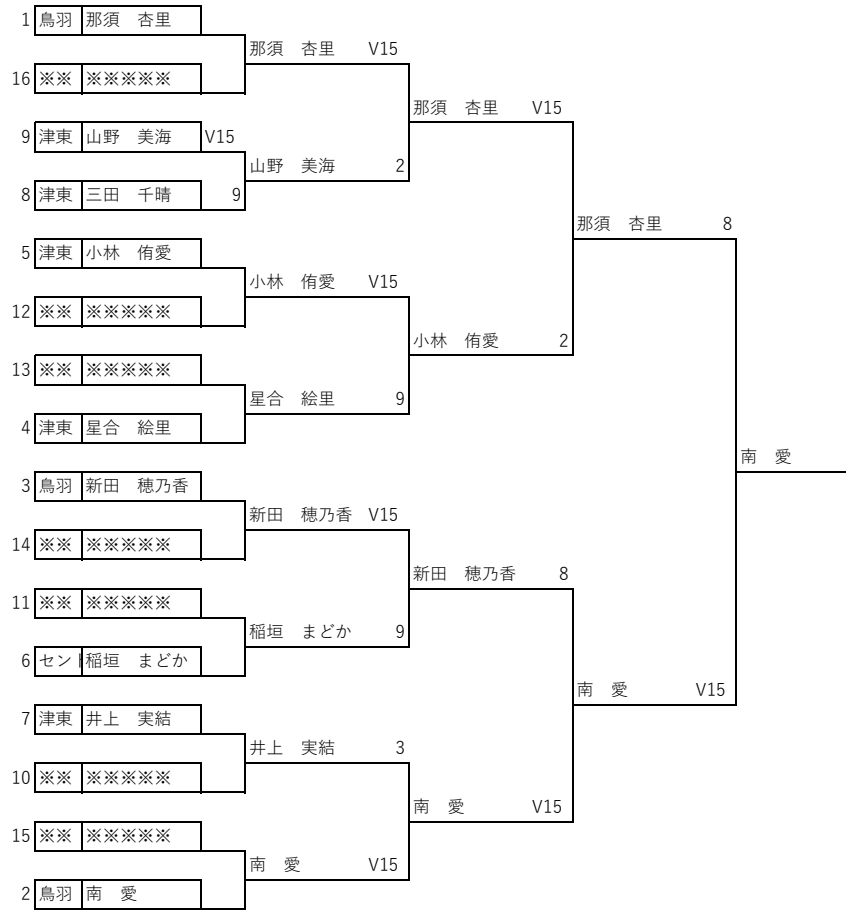 1 鳥羽 那須　杏里
那須　杏里 V15
16 ※※ ※※※※※
那須　杏里 V15
9 津東 山野　美海 V15
山野　美海 2
8 津東 三田　千晴 9
那須　杏里 8
5 津東 小林　侑愛
小林　侑愛 V15
12 ※※ ※※※※※
小林　侑愛 2
13 ※※ ※※※※※
星合　絵里 9
4 津東 星合　絵里
南　愛
3 鳥羽 新田　穂乃香
新田　穂乃香 V15
14 ※※ ※※※※※
新田　穂乃香 8
11 ※※ ※※※※※
稲垣　まどか 9
6 セント 稲垣　まどか
南　愛 V15
7 津東 井上　実結
井上　実結 3
10 ※※ ※※※※※
南　愛 V15
15 ※※ ※※※※※
南　愛 V15
2 鳥羽 南　愛